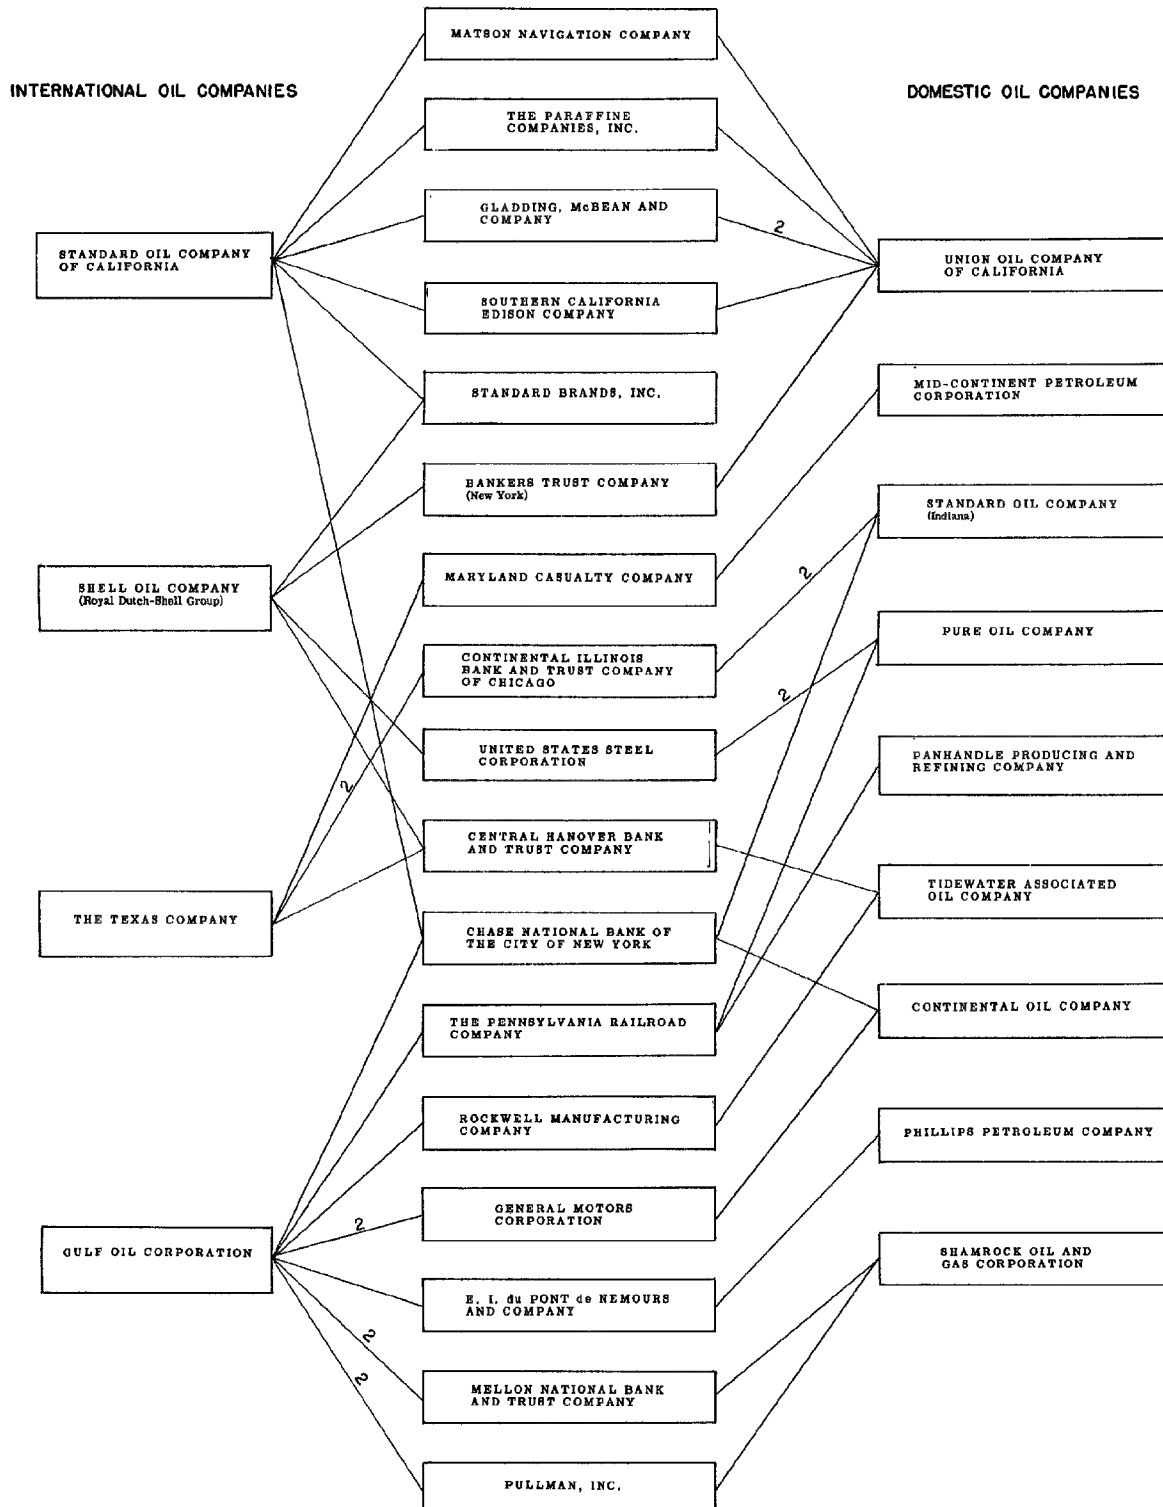 INTERNATIONAL OIL COMPANIES
STANDARD OIL COMPANY
OF CALIFORNIA
SHELL OIL COMPANY
(Royal Dutch-Shell Group)
THE TEXAS COMPANY
GULF OIL CORPORATION
MATSON NAVIGATION COMPANY
THE PARAFFINE
COMPANIES, INC.
GLADDING, McBEAN AND
COMPANY
SOUTHERN CALIFORNIA
EDISON COMPANY
STANDARD BRANDS, INC.
BANKERS TRUST COMPANY
(New York)
MARYLAND CASUALTY COMPANY
CONTINENTAL ILLINOIS
BANK AND TRUST COMPANY
OF CHICAGO
UNITED STATES STEEL
CORPORATION
CENTRAL HANOVER BANK
AND TRUST COMPANY
CHASE NATIONAL BANK OF
THE CITY OF NEW YORK
THE PENNSYLVANIA RAILROAD
COMPANY
ROCKWELL MANUFACTURING
COMPANY
GENERAL MOTORS
CORPORATION
E. I. du PONT de NEMOURS
AND COMPANY
MELLON NATIONAL BANK
AND TRUST COMPANY
PULLMAN, INC.
2
2
2
2
2
2
2
DOMESTIC OIL COMPANIES
UNION OIL COMPANY
OF CALIFORNIA
MID-CONTINENT PETROLEUM
CORPORATION
STANDARD OIL COMPANY
(Indiana)
PURE OIL COMPANY
PANHANDLE PRODUCING AND
REFINING COMPANY
TIDEWATER ASSOCIATED
OIL COMPANY
CONTINENTAL OIL COMPANY
PHILLIPS PETROLEUM COMPANY
SHAMROCK OIL AND
GAS CORPORATION